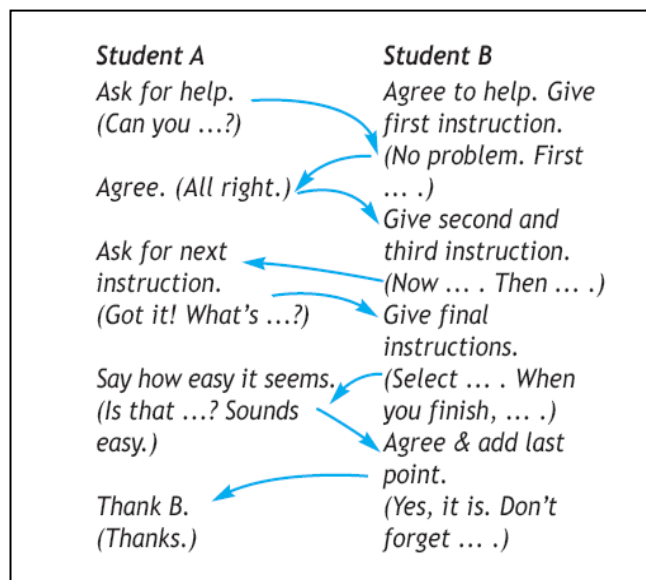 Student A
Ask for help.
(Can you ...?)
Agree. (All right.)
Ask for next
instruction.
(Got it! What's ...?)
Say how easy it seems.
(Is that ...? Sounds
easy.)
Thank B.
(Thanks.)
Student B
Agree to help. Give
first instruction.
(No problem. First
... .)
Give second and
third instruction.
(Now ... . Then ... .)
Give final
instructions.
(Select ... . When
you finish, ... .)
Agree & add last
point.
(Yes, it is. Don't
forget ... .)